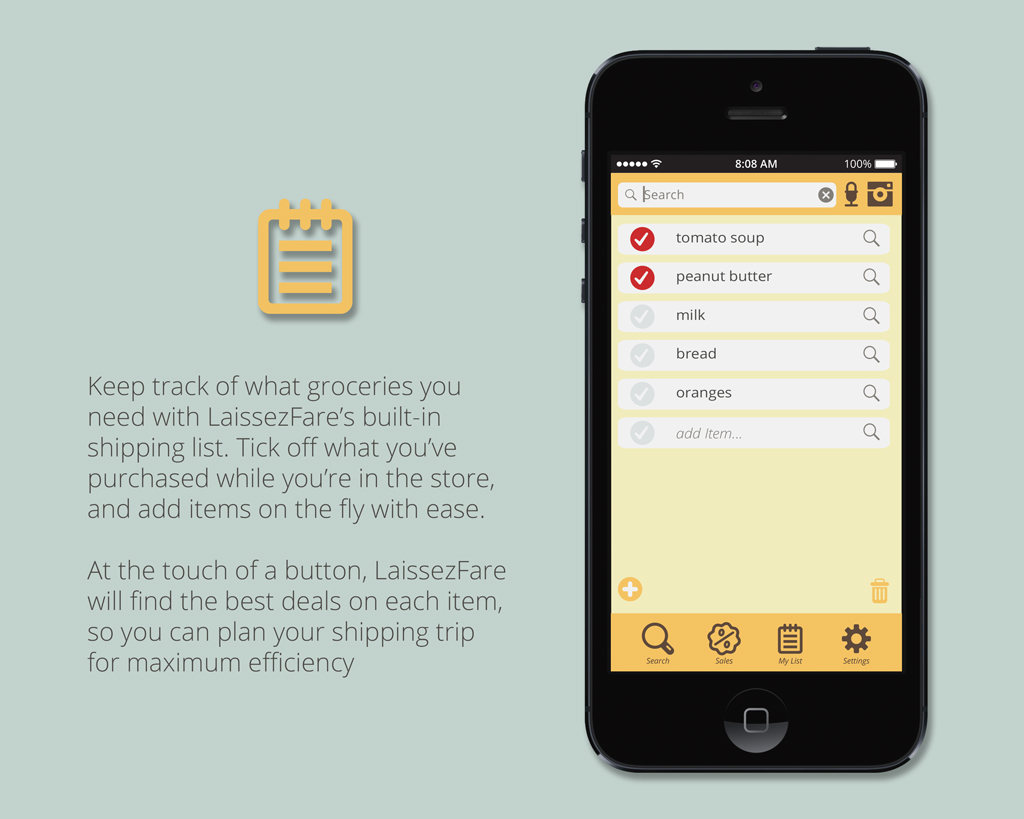 Keep track of what groceries you
need with LaissezFare’s built-in
shipping list. Tick off what you’ve
purchased while you’re in the store,
and add items on the fly with ease.
At the touch of a button, LaissezFare
will find the best deals on each item,
so you can plan your shipping trip
for maximum efficiency
8:08 AM 100%
Search
tomato soup
peanut butter
milk
bread
oranges
add Item...
Search Sales My List Settings